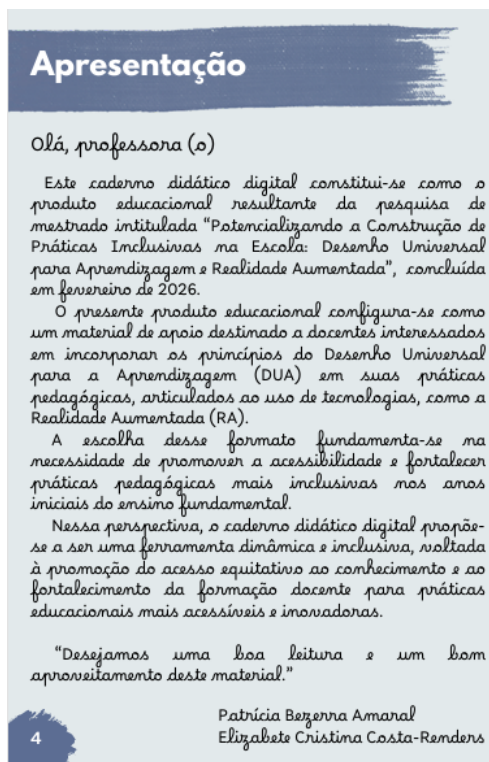 Apresentação
Olá, professora (o)
Este caderno didático digital constitui-se como o
produto educacional resultante da pesquisa de
mestrado intitulada “Potencializando a Construção de
Práticas Inclusivas na Escola: Desenho Universal
para Aprendizagem e Realidade Aumentada”, concluída
em fevereiro de 2026.
O presente produto educacional configura-se como
um material de apoio destinado a docentes interessados
em incorporar os princípios do Desenho Universal
para a Aprendizagem (DUA) em suas práticas
pedagógicas, articulados ao uso de tecnologias, como a
Realidade Aumentada (RA).
A escolha desse formato fundamenta-se na
necessidade de promover a acessibilidade e fortalecer
práticas pedagógicas mais inclusivas nos anos
iniciais do ensino fundamental.
Nessa perspectiva, o caderno didático digital propõe-
se a ser uma ferramenta dinâmica e inclusiva, voltada
à promoção do acesso equitativo ao conhecimento e ao
fortalecimento da formação docente para práticas
educacionais mais acessíveis e inovadoras.
“Desejamos uma boa leitura e um bom
aproveitamento deste material.”
Patrícia Bezerra Amaral
Elizabete Cristina Costa-Renders
4